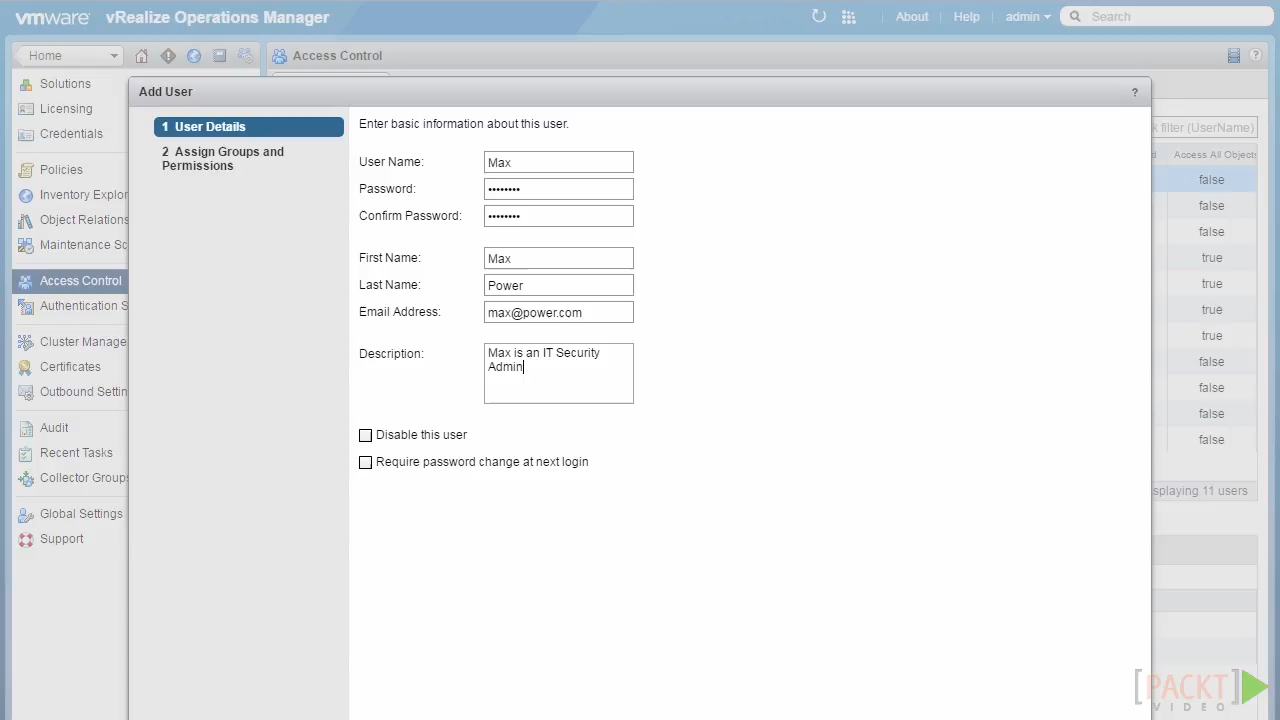 vmware vRealize Operations Manager
About Help admin Search
Home
Access Control
Solutions
Licensing
Credentials
Policies
Inventory Explor
Object Relations
Maintenance Sc
Access Control
Authentication S
Cluster Manage
Certificates
Outbound Settin
Audit
Recent Tasks
Collector Groups
Global Settings
Support
Add User ?
1 User Details
2 Assign Groups and
Permissions
Enter basic information about this user.
User Name: Max
Password: ••••••••
Confirm Password: ••••••••
First Name: Max
Last Name: Power
Email Address: max@power.com
Description: Max is an IT Security
Admin
Disable this user
Require password change at next login
k filter (UserName)
d Access All Objects
false
false
false
true
true
true
true
false
false
false
false
splaying 11 users
[PACKT]
VIDEO